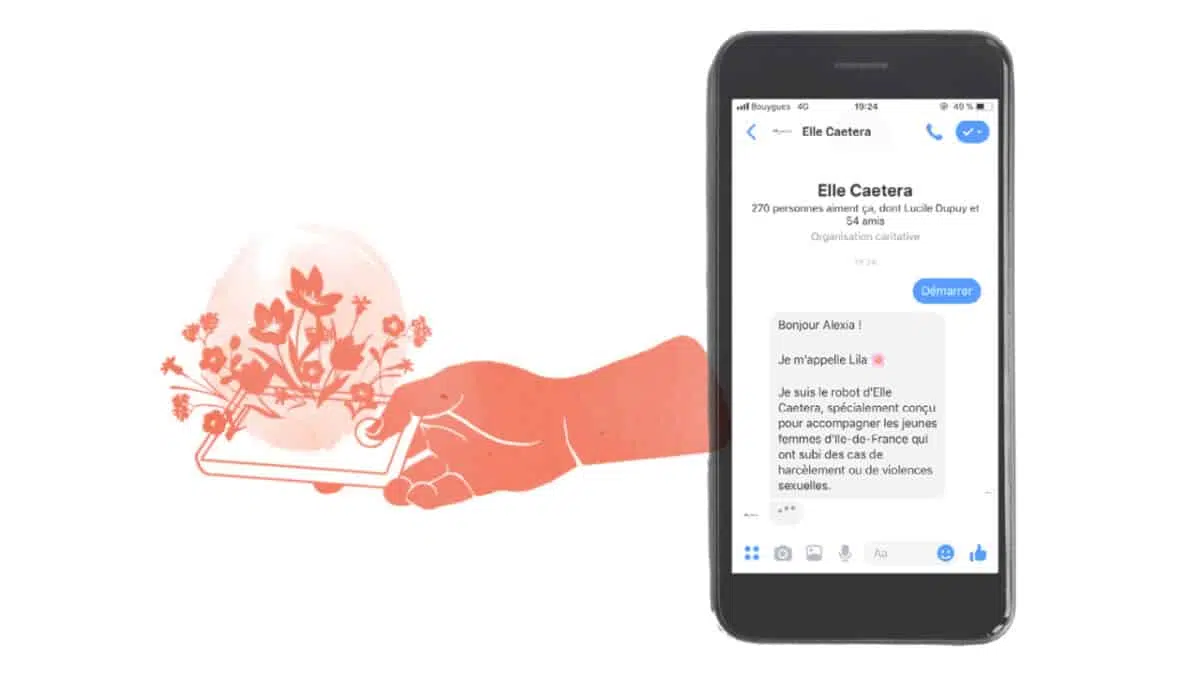 Bouygues 4G 19:24 49 %
Elle Caetera
Elle Caetera
270 personnes aiment ça, dont Lucile Dupuy et
54 amis
Organisation caritative
19:24
Démarrer
Bonjour Alexia !
Je m'appelle Lila
Je suis le robot d'Elle
Caetera, spécialement conçu
pour accompagner les jeunes
femmes d'Ile-de-France qui
ont subi des cas de
harcèlement ou de violences
sexuelles.
Aa